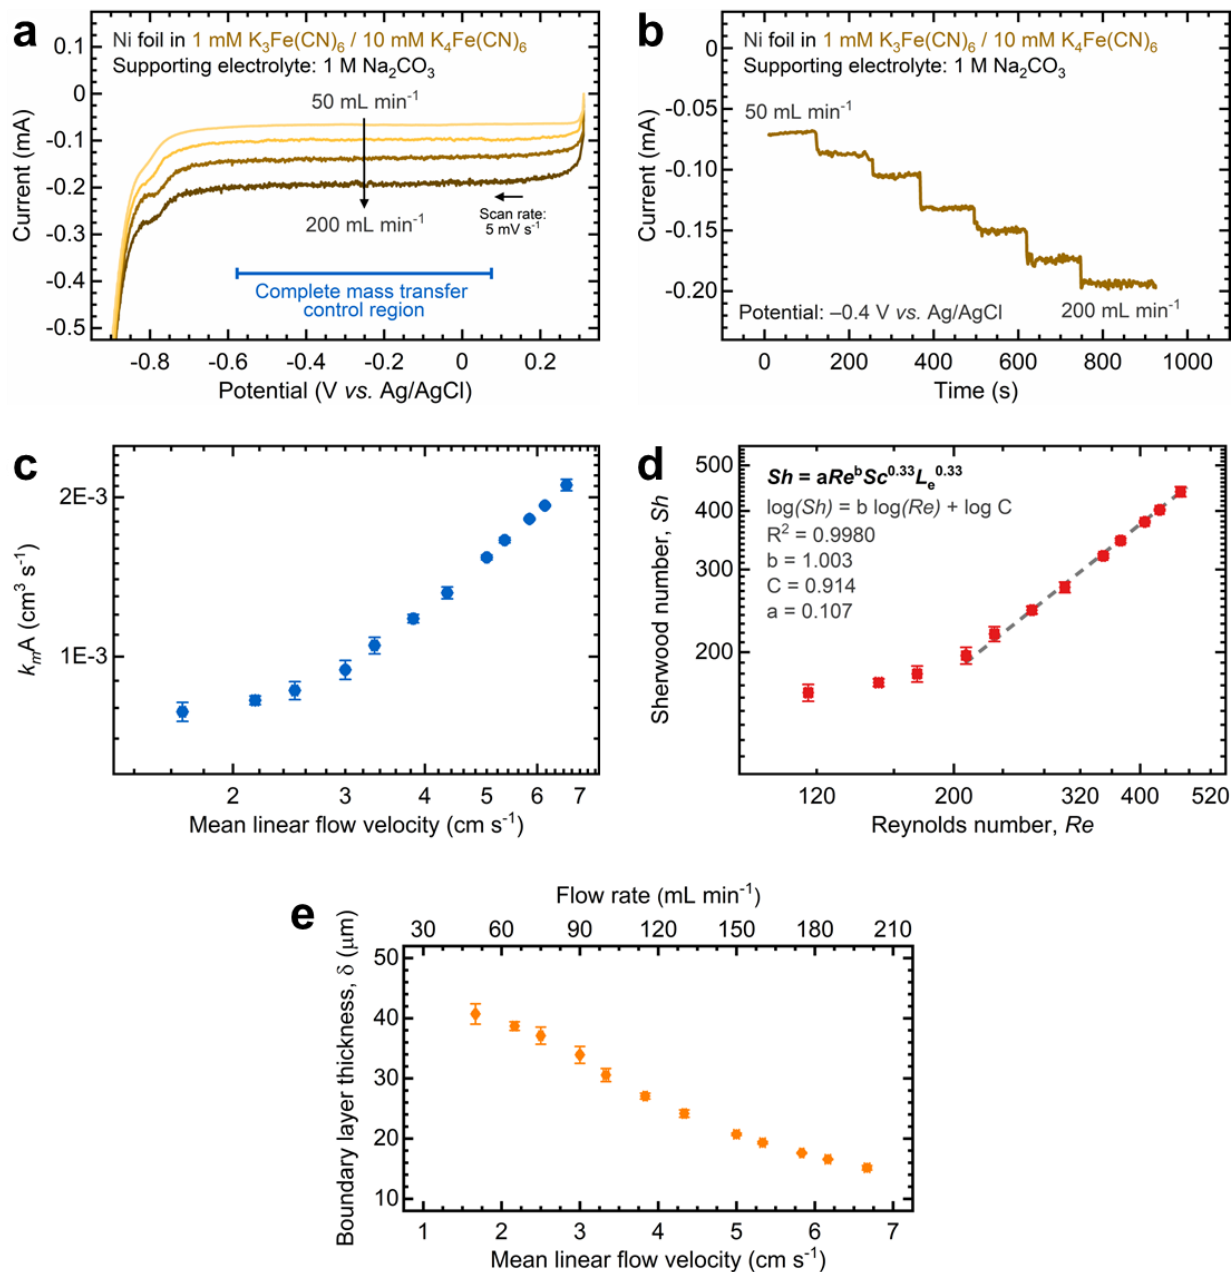 a
Ni foil in 1 mM K₃Fe(CN)₆ / 10 mM K₄Fe(CN)₆
Supporting electrolyte: 1 M Na₂CO₃
50 mL min⁻¹
200 mL min⁻¹
Scan rate:
5 mV s⁻¹
Complete mass transfer
control region
0.1
0
-0.1
-0.2
-0.3
-0.4
-0.5
Current (mA)
-0.8 -0.6 -0.4 -0.2 0 0.2
Potential (V vs. Ag/AgCl)
b
Ni foil in 1 mM K₃Fe(CN)₆ / 10 mM K₄Fe(CN)₆
Supporting electrolyte: 1 M Na₂CO₃
50 mL min⁻¹
Potential: –0.4 V vs. Ag/AgCl
200 mL min⁻¹
0
-0.05
-0.10
-0.15
-0.20
Current (mA)
0 200 400 600 800 1000
Time (s)
c
2E-3
1E-3
kₘA (cm³ s⁻¹)
2 3 4 5 6 7
Mean linear flow velocity (cm s⁻¹)
d
Sh = aReᵇSc⁰·³³Lₑ⁰·³³
log(Sh) = b log(Re) + log C
R² = 0.9980
b = 1.003
C = 0.914
a = 0.107
500
400
300
200
Sherwood number, Sh
120 200 320 400 520
Reynolds number, Re
e
Flow rate (mL min⁻¹)
30 50 70 90 110 130 150 170 190 210
50
40
30
20
10
Boundary layer thickness, δ (μm)
1 2 3 4 5 6 7
Mean linear flow velocity (cm s⁻¹)